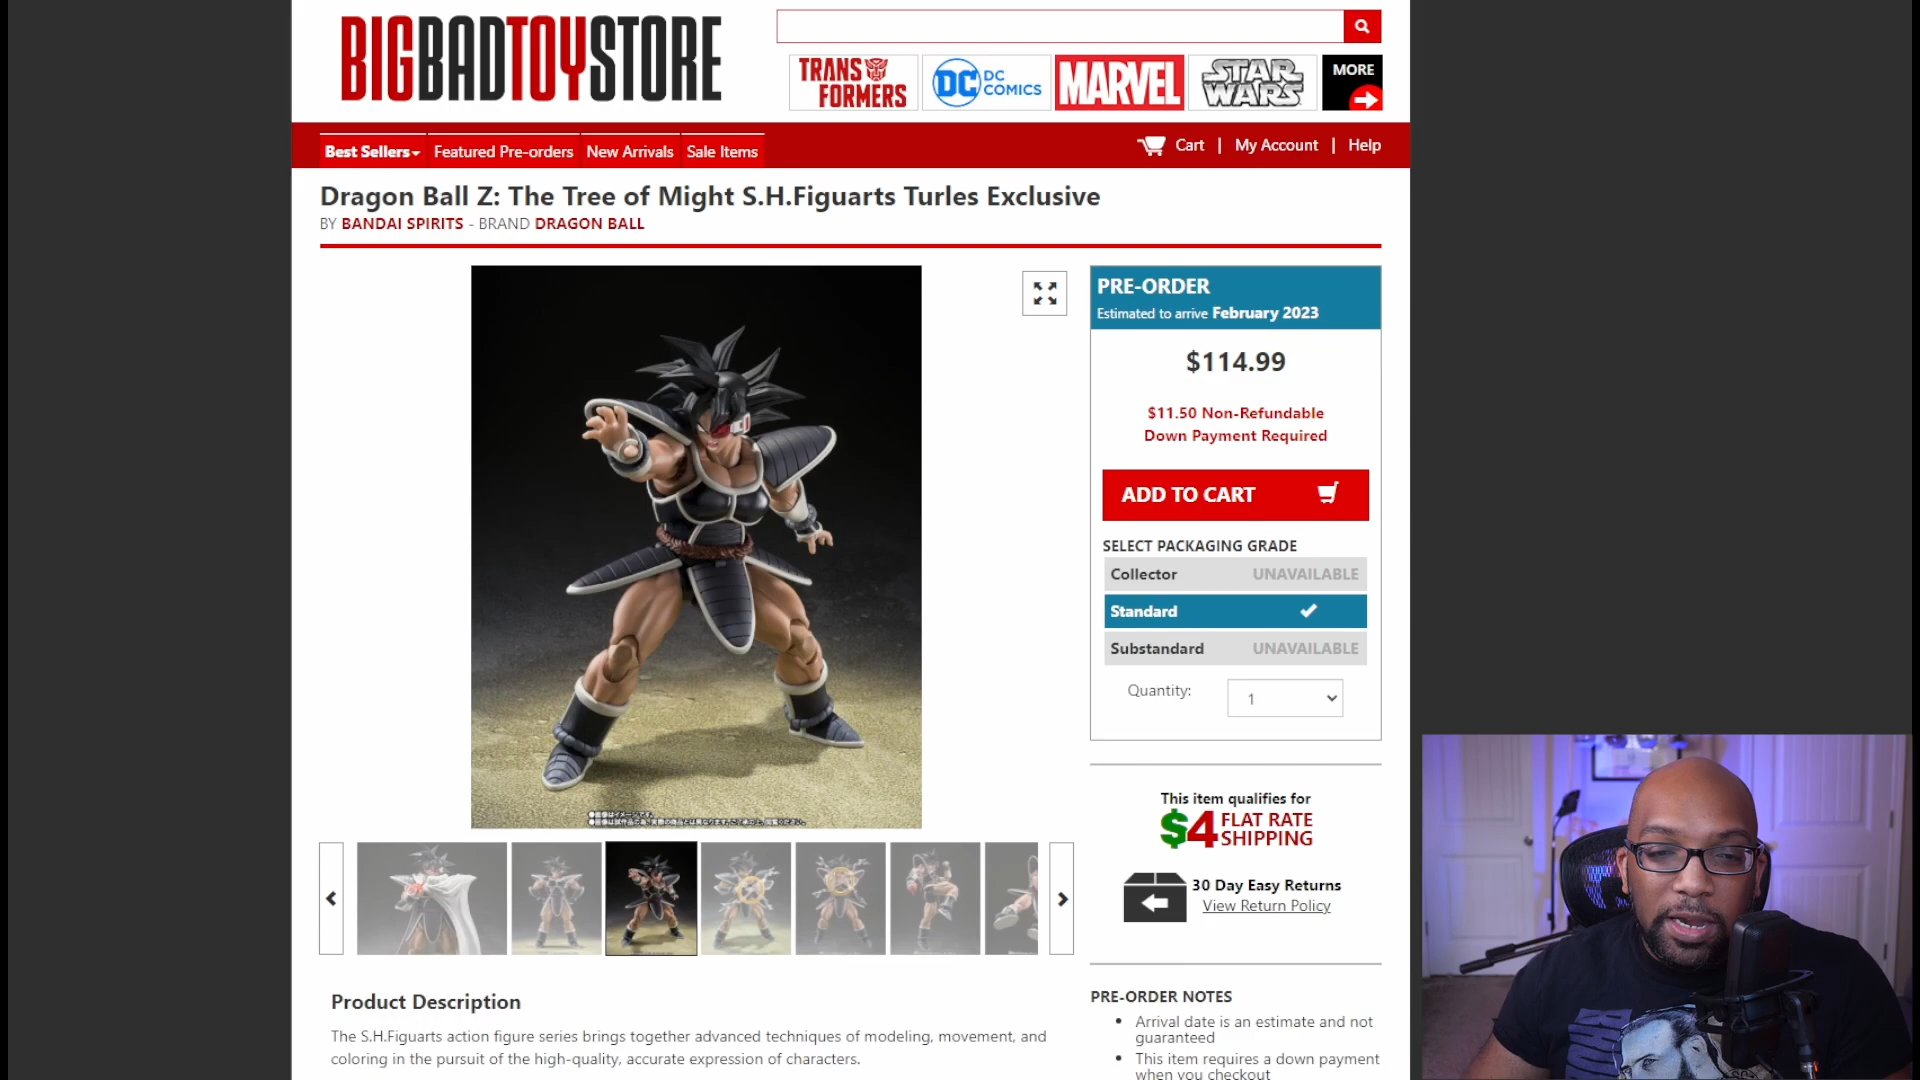 BIGBADTOYSTORE
TRANSFORMERS
DC
DC COMICS
MARVEL
STAR WARS
MORE
Best Sellers
Featured Pre-orders
New Arrivals
Sale Items
Cart | My Account | Help
Dragon Ball Z: The Tree of Might S.H.Figuarts Turles Exclusive
BY BANDAI SPIRITS - BRAND DRAGON BALL
PRE-ORDER
Estimated to arrive February 2023
$114.99
$11.50 Non-Refundable
Down Payment Required
ADD TO CART
SELECT PACKAGING GRADE
Collector UNAVAILABLE
Standard
Substandard UNAVAILABLE
Quantity: 1
This item qualifies for
$4 FLAT RATE
SHIPPING
30 Day Easy Returns
View Return Policy
Product Description
The S.H.Figuarts action figure series brings together advanced techniques of modeling, movement, and
coloring in the pursuit of the high-quality, accurate expression of characters.
PRE-ORDER NOTES
Arrival date is an estimate and not
guaranteed
This item requires a down payment
when you checkout